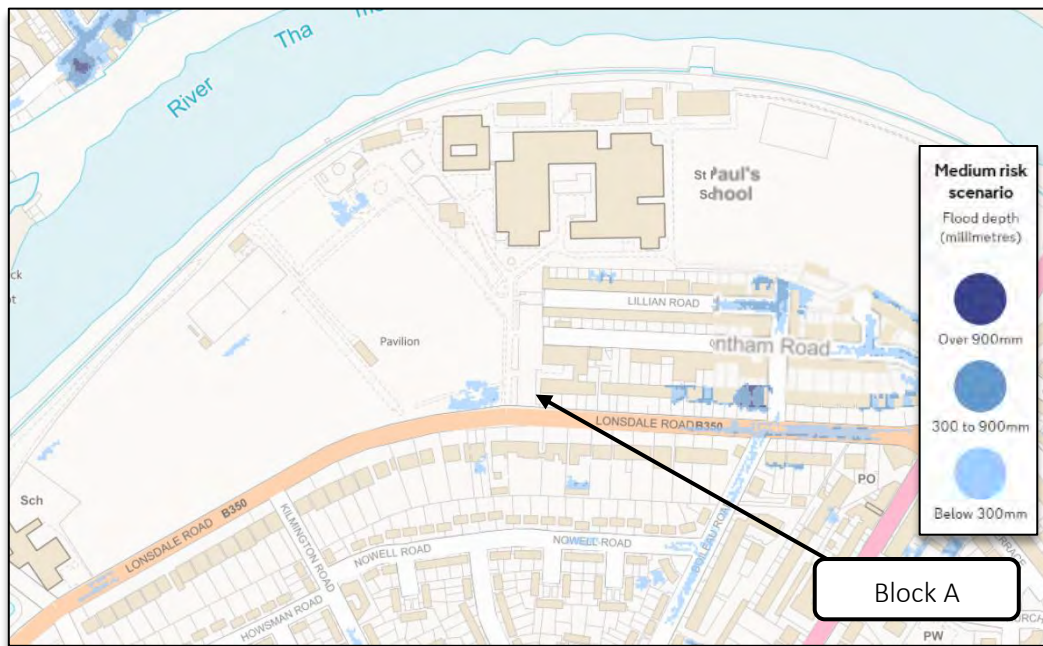 River Tha
St Paul's
School
Medium risk
scenario
Flood depth
(millimetres)
Over 900mm
300 to 900mm
Below 300mm
LILLIAN ROAD
ntham Road
Pavilion
LONSDALE ROAD B350
PO
Sch
LONSDALE ROAD B350
KILMINGTON ROAD
NOWELL ROAD
NOWELL ROAD
BOILEAU ROAD
HOWSMAN ROAD
Block A
PW